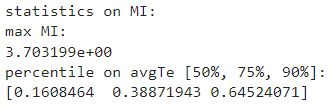 statistics on MI:
max MI:
3.703199e+00
percentile on avgTe [50%, 75%, 90%]:
[0.1608464  0.38871943 0.64524071]